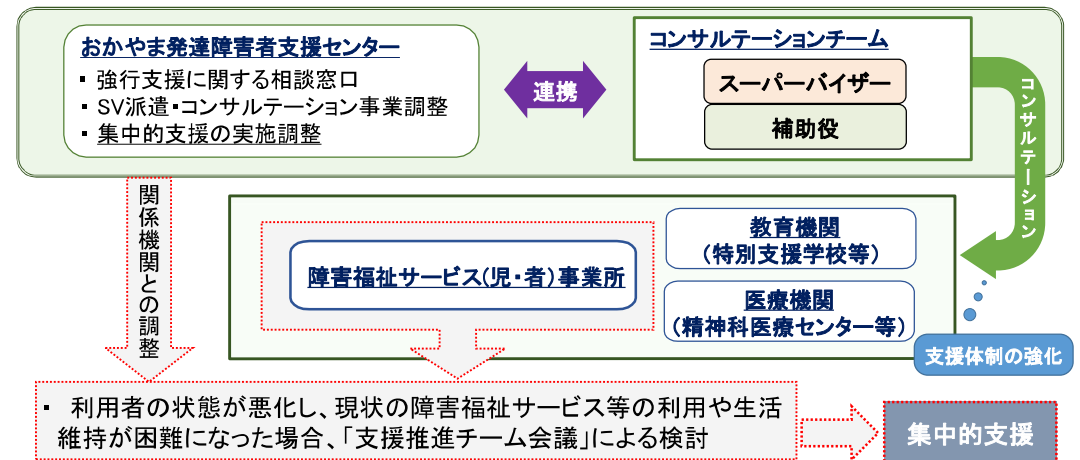 おかやま発達障害者支援センター
▪ 強行支援に関する相談窓口
▪ SV派遣・コンサルテーション事業調整
▪ 集中的支援の実施調整
連携
コンサルテーションチーム
スーパーバイザー
補助役
コンサルテーション
関係機関との調整
障害福祉サービス(児・者)事業所
教育機関
(特別支援学校等)
医療機関
(精神科医療センター等)
支援体制の強化
▪ 利用者の状態が悪化し、現状の障害福祉サービス等の利用や生活
維持が困難になった場合、「支援推進チーム会議」による検討
集中的支援